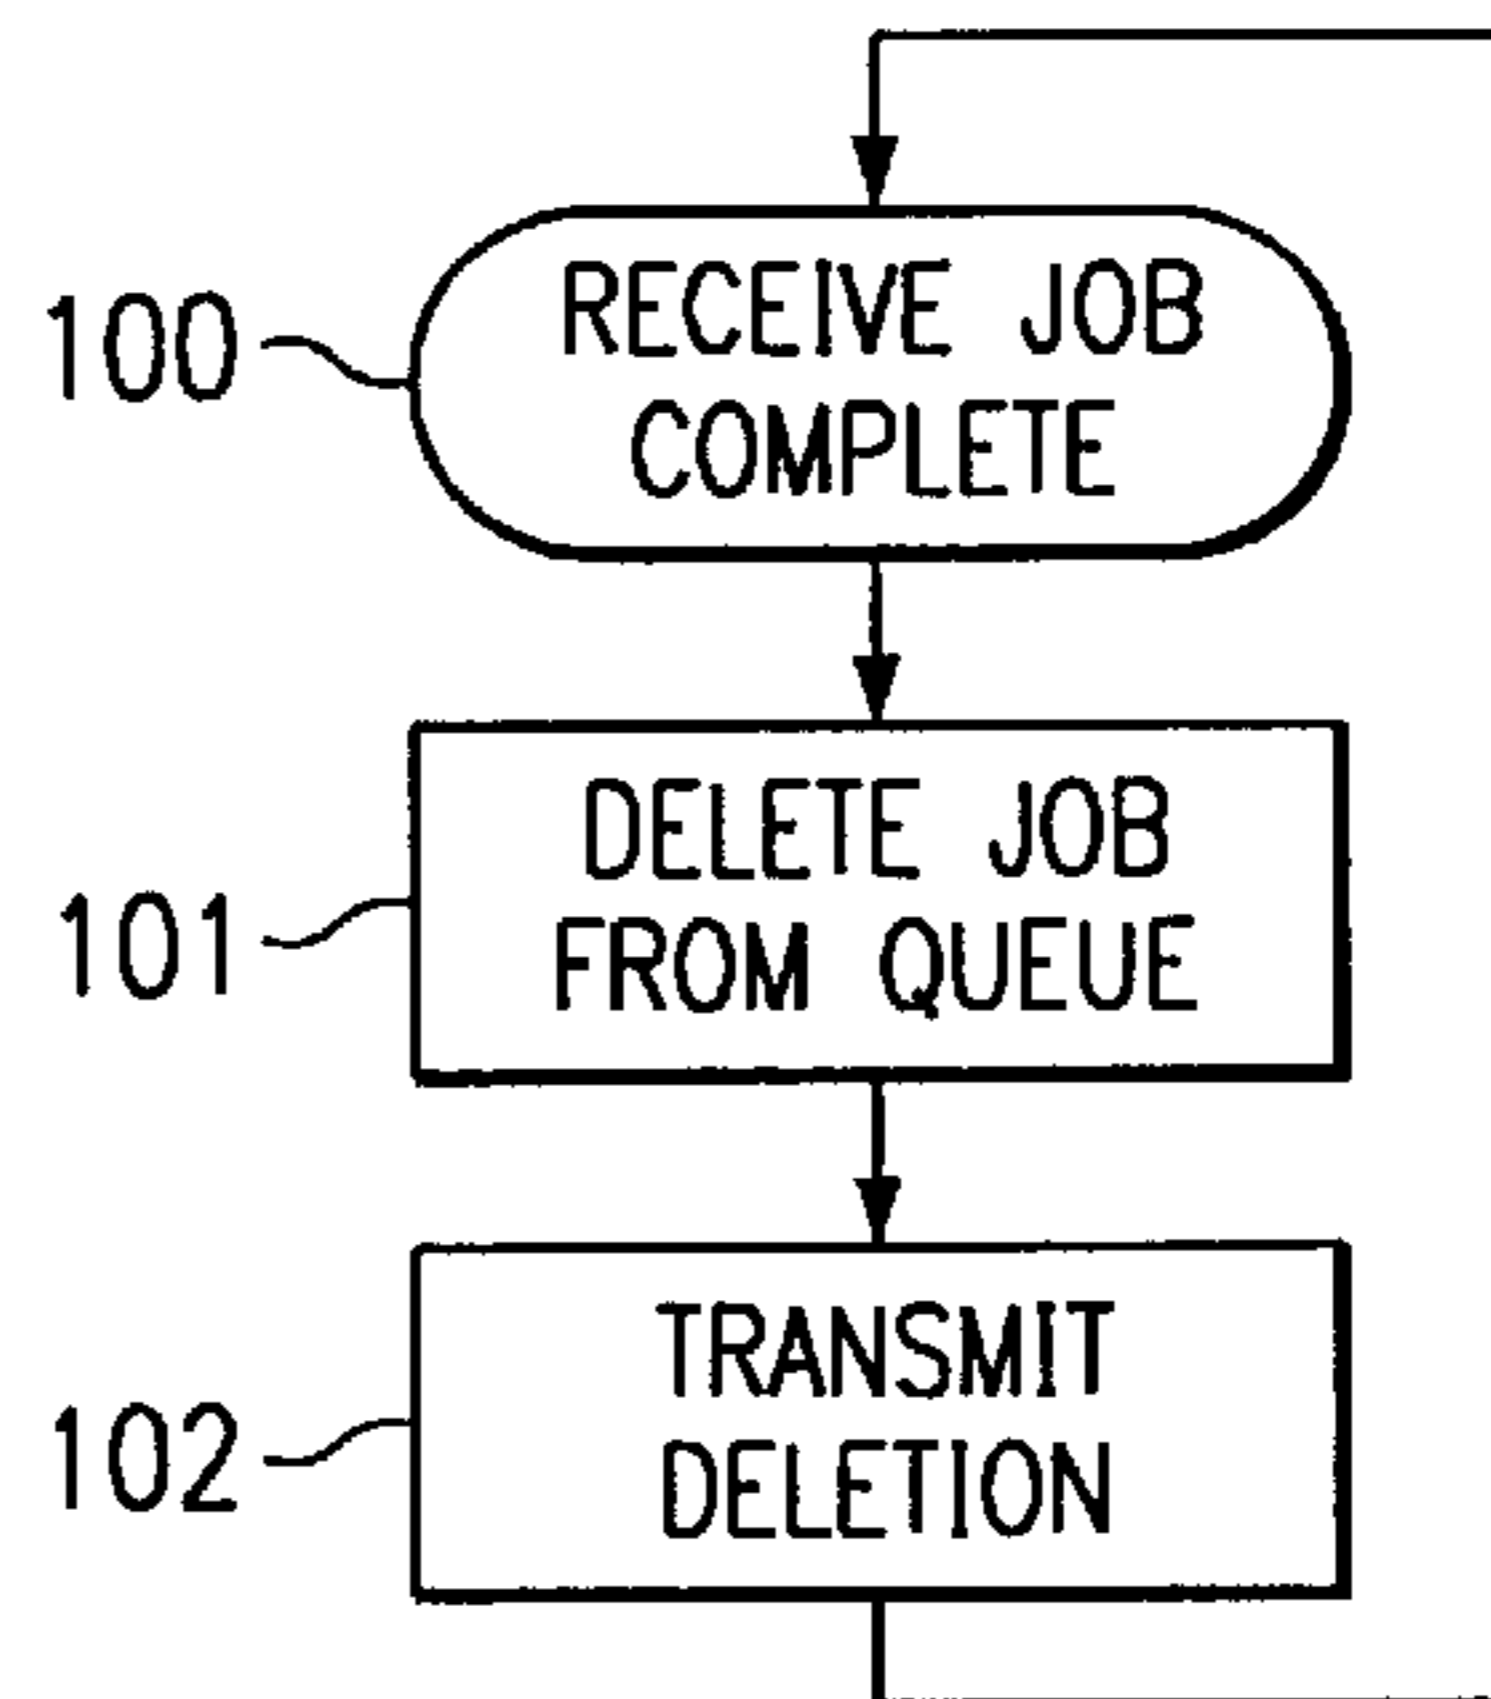 100
RECEIVE JOB
COMPLETE
101
DELETE JOB
FROM QUEUE
102
TRANSMIT
DELETION